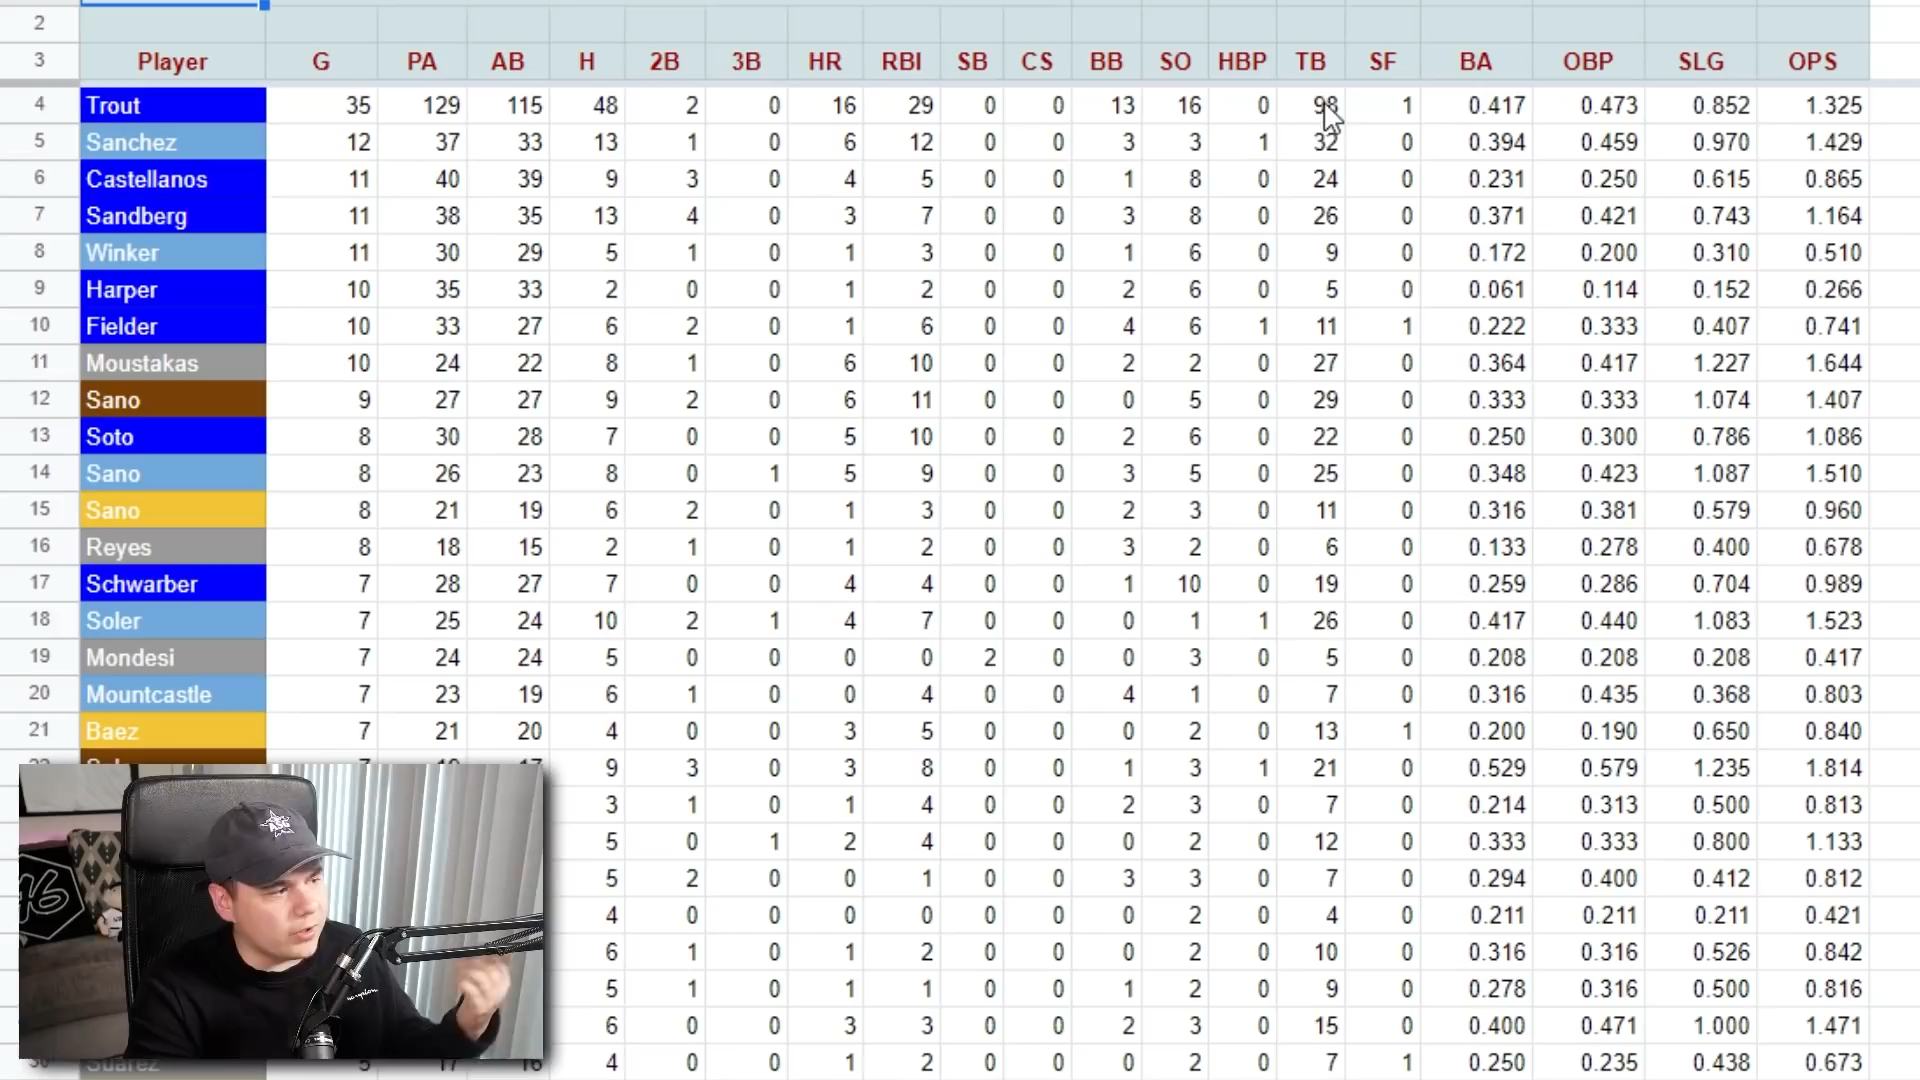 2
3 Player G PA AB H 2B 3B HR RBI SB CS BB SO HBP TB SF BA OBP SLG OPS
4 Trout 35 129 115 48 2 0 16 29 0 0 13 16 0 98 1 0.417 0.473 0.852 1.325
5 Sanchez 12 37 33 13 1 0 6 12 0 0 3 3 1 32 0 0.394 0.459 0.970 1.429
6 Castellanos 11 40 39 9 3 0 4 5 0 0 1 8 0 24 0 0.231 0.250 0.615 0.865
7 Sandberg 11 38 35 13 4 0 3 7 0 0 3 8 0 26 0 0.371 0.421 0.743 1.164
8 Winker 11 30 29 5 1 0 1 3 0 0 1 6 0 9 0 0.172 0.200 0.310 0.510
9 Harper 10 35 33 2 0 0 1 2 0 0 2 6 0 5 0 0.061 0.114 0.152 0.266
10 Fielder 10 33 27 6 2 0 1 6 0 0 4 6 1 11 1 0.222 0.333 0.407 0.741
11 Moustakas 10 24 22 8 1 0 6 10 0 0 2 2 0 27 0 0.364 0.417 1.227 1.644
12 Sano 9 27 27 9 2 0 6 11 0 0 0 5 0 29 0 0.333 0.333 1.074 1.407
13 Soto 8 30 28 7 0 0 5 10 0 0 2 6 0 22 0 0.250 0.300 0.786 1.086
14 Sano 8 26 23 8 0 1 5 9 0 0 3 5 0 25 0 0.348 0.423 1.087 1.510
15 Sano 8 21 19 6 2 0 1 3 0 0 2 3 0 11 0 0.316 0.381 0.579 0.960
16 Reyes 8 18 15 2 1 0 1 2 0 0 3 2 0 6 0 0.133 0.278 0.400 0.678
17 Schwarber 7 28 27 7 0 0 4 4 0 0 1 10 0 19 0 0.259 0.286 0.704 0.989
18 Soler 7 25 24 10 2 1 4 7 0 0 0 1 1 26 0 0.417 0.440 1.083 1.523
19 Mondesi 7 24 24 5 0 0 0 0 2 0 0 3 0 5 0 0.208 0.208 0.208 0.417
20 Mountcastle 7 23 19 6 1 0 0 4 0 0 4 1 0 7 0 0.316 0.435 0.368 0.803
21 Baez 7 21 20 4 0 0 3 5 0 0 0 2 0 13 1 0.200 0.190 0.650 0.840
9 3 0 3 8 0 0 1 3 1 21 0 0.529 0.579 1.235 1.814
3 1 0 1 4 0 0 2 3 0 7 0 0.214 0.313 0.500 0.813
5 0 1 2 4 0 0 0 2 0 12 0 0.333 0.333 0.800 1.133
5 2 0 0 1 0 0 3 3 0 7 0 0.294 0.400 0.412 0.812
4 0 0 0 0 0 0 0 2 0 4 0 0.211 0.211 0.211 0.421
6 1 0 1 2 0 0 0 2 0 10 0 0.316 0.316 0.526 0.842
5 1 0 1 1 0 0 1 2 0 9 0 0.278 0.316 0.500 0.816
6 0 0 3 3 0 0 2 3 0 15 0 0.400 0.471 1.000 1.471
30 Suarez 5 17 16 4 0 0 1 2 0 0 0 2 0 7 1 0.250 0.235 0.438 0.673
ASG
46